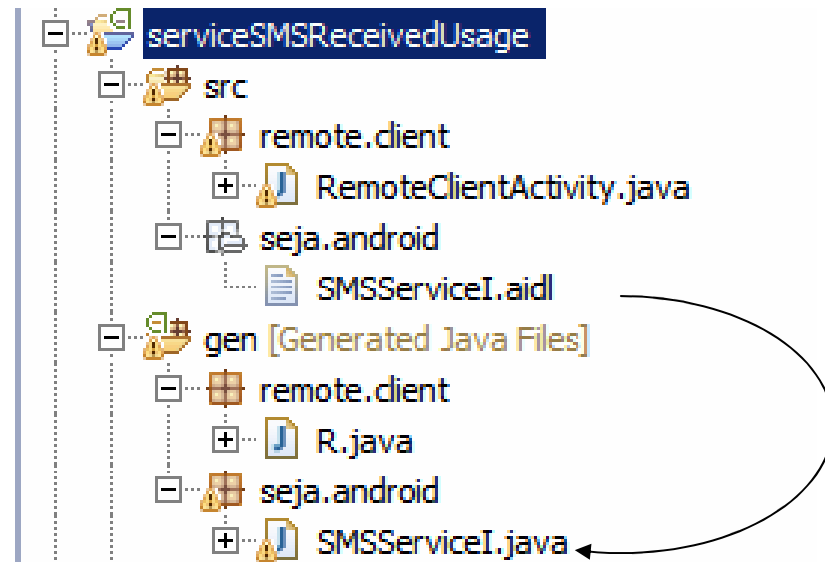 serviceSMSReceivedUsage
src
remote.client
RemoteClientActivity.java
seja.android
SMSServiceI.aidl
gen [Generated Java Files]
remote.client
R.java
seja.android
SMSServiceI.java